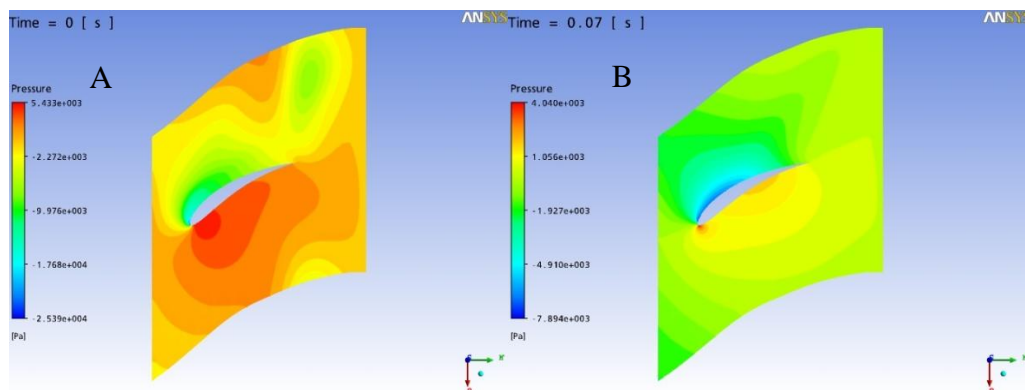 Time = 0 [ s ]
ANSYS
A
Pressure
5.433e+003
-2.272e+003
-9.976e+003
-1.768e+004
-2.539e+004
[Pa]
Time = 0.07 [ s ]
ANSYS
B
Pressure
4.040e+003
1.056e+003
-1.927e+003
-4.910e+003
-7.894e+003
[Pa]